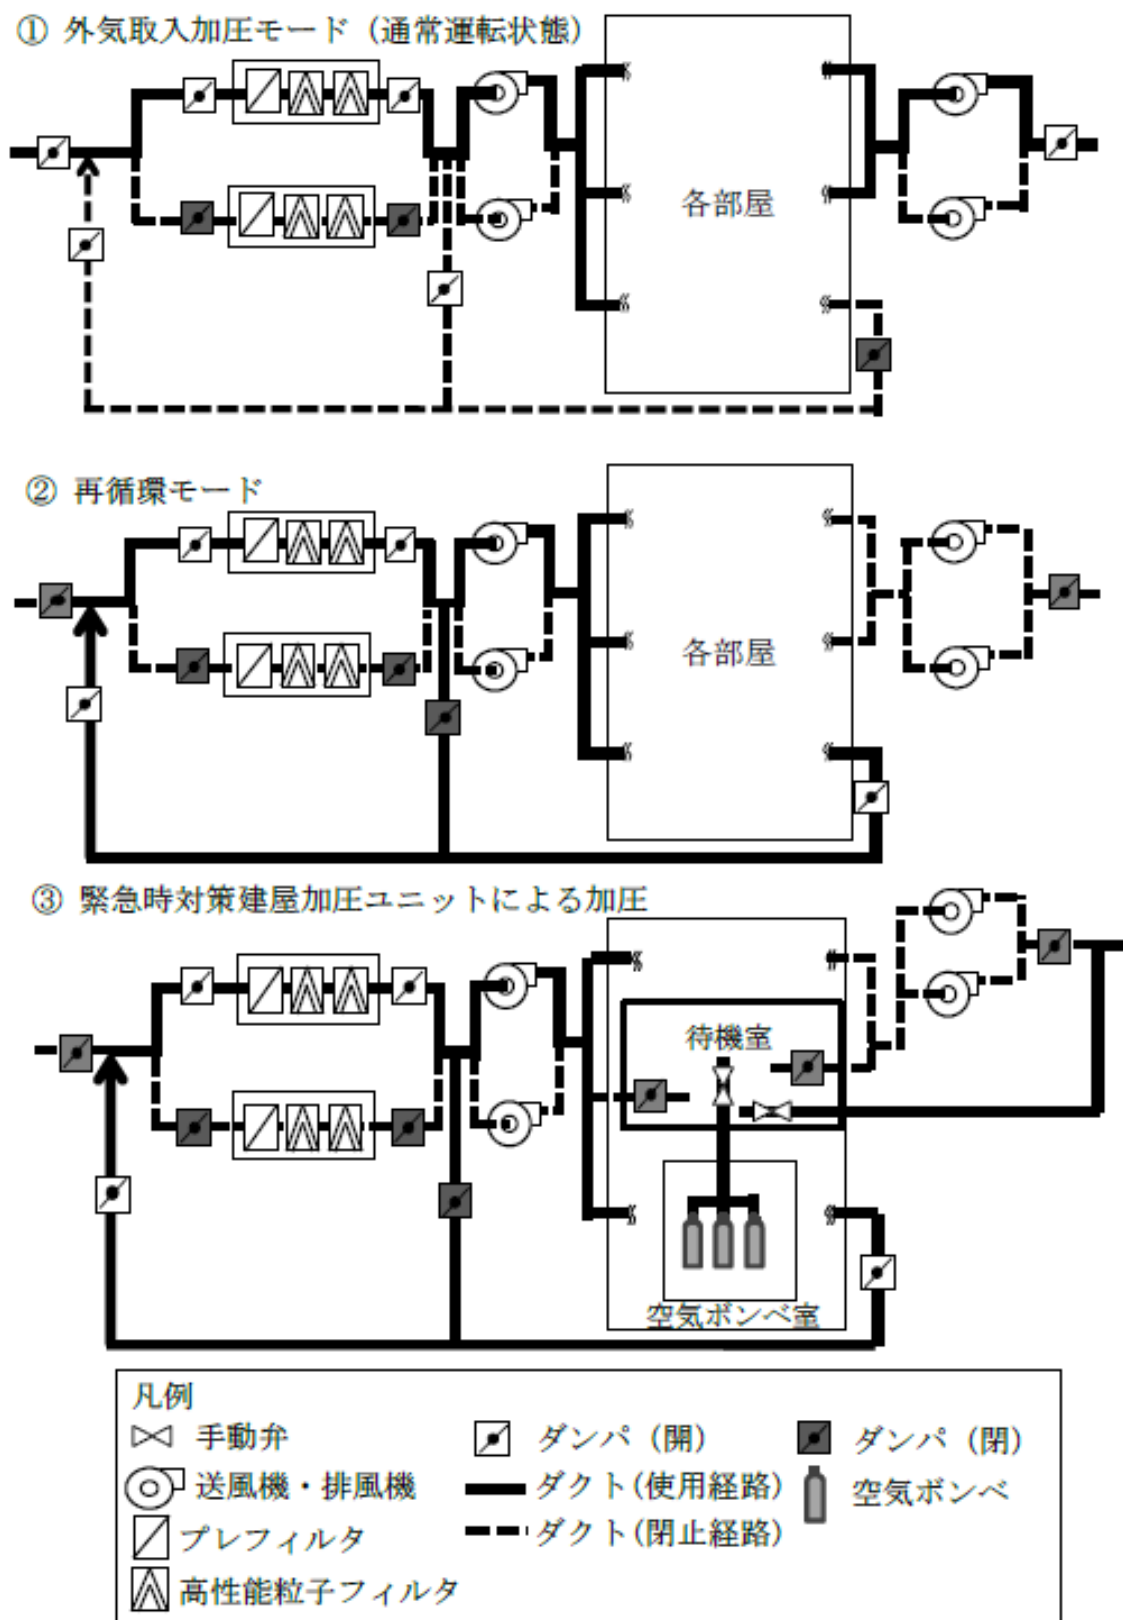 ① 外気取入加圧モード（通常運転状態）
各部屋
② 再循環モード
各部屋
③ 緊急時対策建屋加圧ユニットによる加圧
待機室
空気ボンベ室
凡例
手動弁
ダンパ（開）
ダンパ（閉）
送風機・排風機
ダクト(使用経路)
空気ボンベ
プレフィルタ
ダクト(閉止経路)
高性能粒子フィルタ